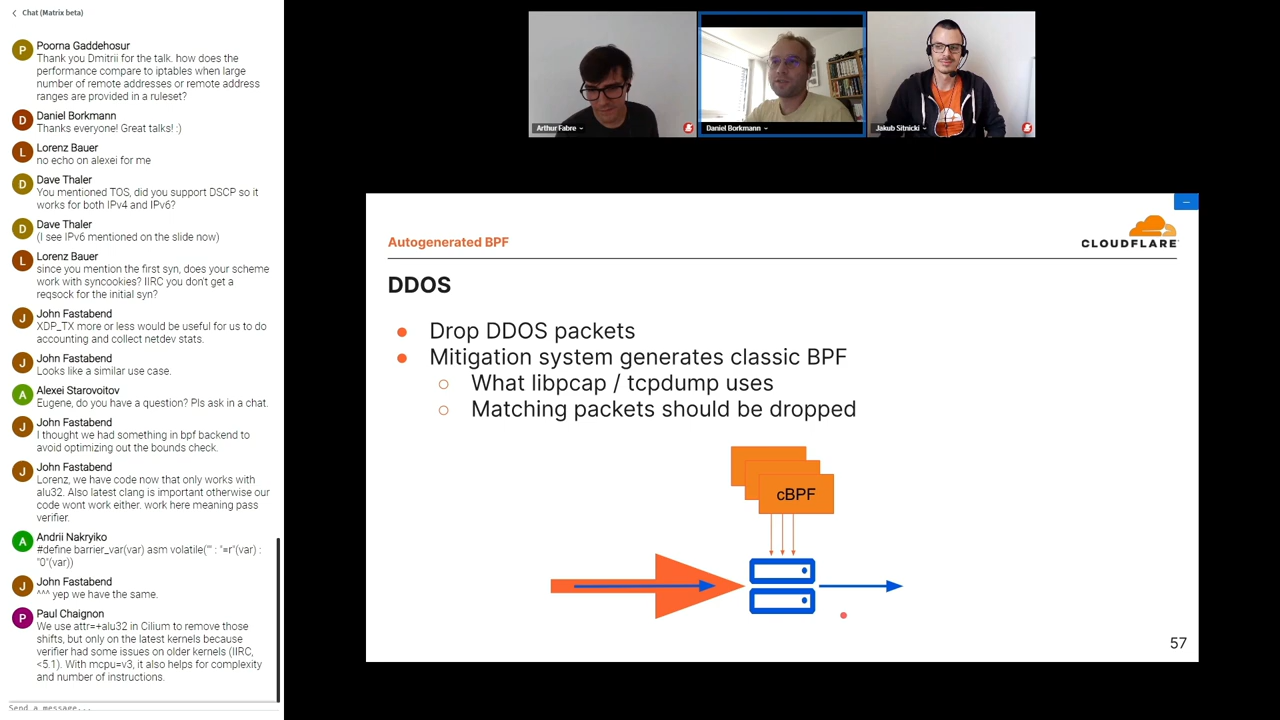 Chat (Matrix beta)
P
Poorna Gaddehosur
Thank you Dmitrii for the talk. how does the
performance compare to iptables when large
number of remote addresses or remote address
ranges are provided in a ruleset?
D
Daniel Borkmann
Thanks everyone! Great talks! :)
L
Lorenz Bauer
no echo on alexei for me
D
Dave Thaler
You mentioned TOS, did you support DSCP so it
works for both IPv4 and IPv6?
D
Dave Thaler
(I see IPv6 mentioned on the slide now)
L
Lorenz Bauer
since you mention the first syn, does your scheme
work with syncookies? IIRC you don't get a
reqsock for the initial syn?
J
John Fastabend
XDP_TX more or less would be useful for us to do
accounting and collect netdev stats.
J
John Fastabend
Looks like a similar use case.
A
Alexei Starovoitov
Eugene, do you have a question? Pls ask in a chat.
J
John Fastabend
I thought we had something in bpf backend to
avoid optimizing out the bounds check.
J
John Fastabend
Lorenz, we have code now that only works with
alu32. Also latest clang is important otherwise our
code wont work either. work here meaning pass
verifier.
A
Andrii Nakryiko
#define barrier_var(var) asm volatile("" : "=r"(var) :
"0"(var))
J
John Fastabend
^^^ yep we have the same.
P
Paul Chaignon
We use attr=+alu32 in Cilium to remove those
shifts, but only on the latest kernels because
verifier had some issues on older kernels (IIRC,
<5.1). With mcpu=v3, it also helps for complexity
and number of instructions.
Send a message...
Arthur Fabre
Daniel Borkmann
Jakub Sitnicki
Autogenerated BPF
CLOUDFLARE
DDOS
● Drop DDOS packets
● Mitigation system generates classic BPF
○ What libpcap / tcpdump uses
○ Matching packets should be dropped
cBPF
57